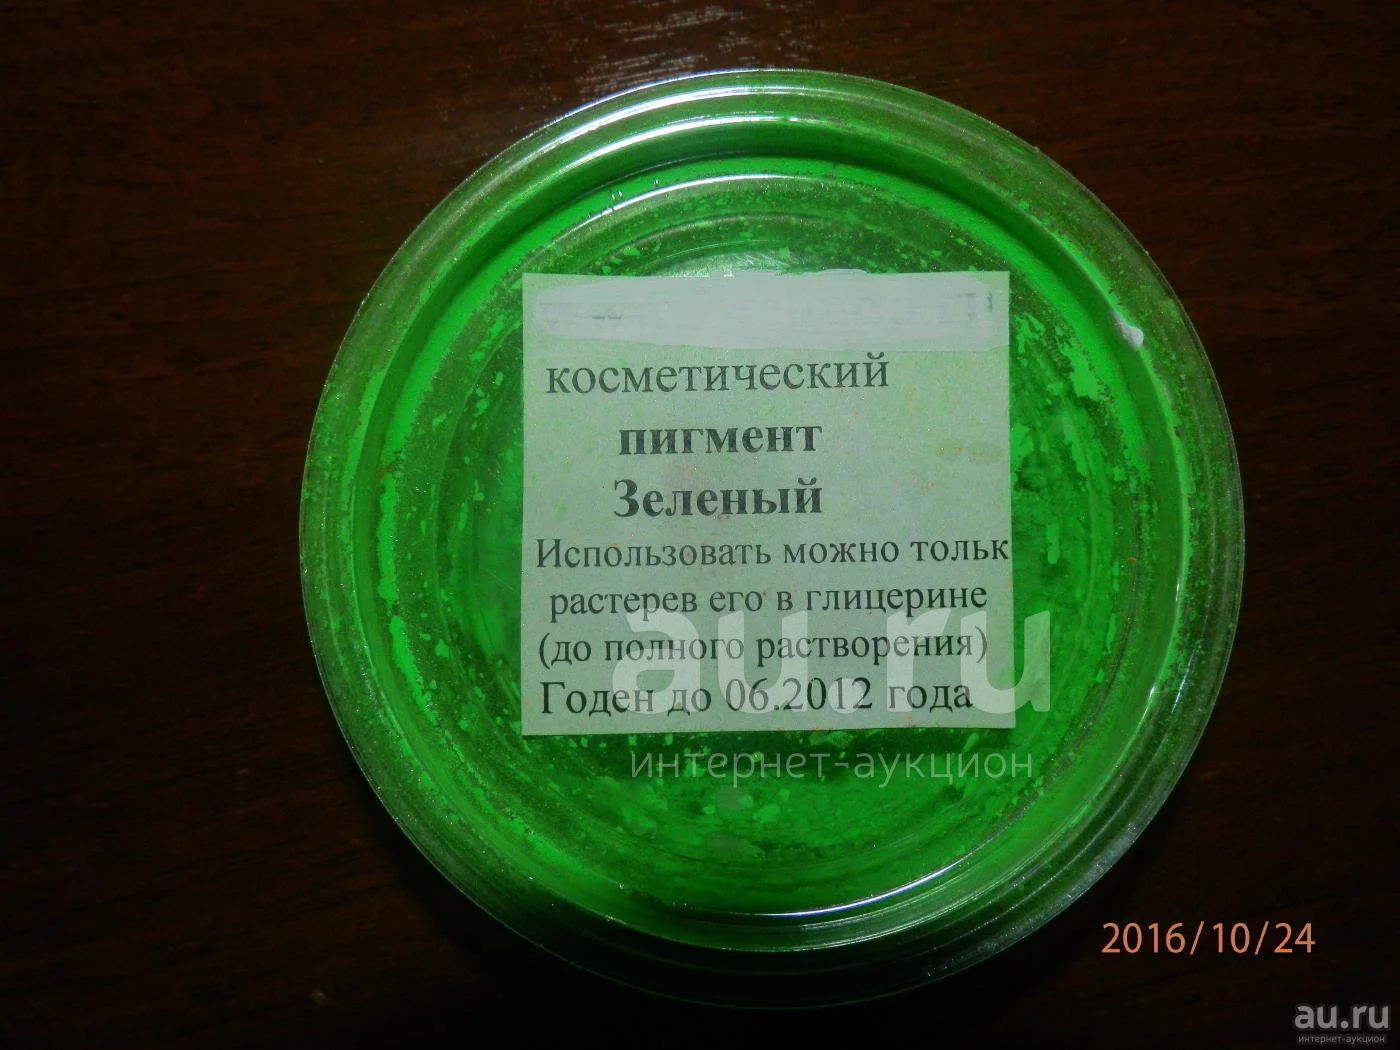 косметический
пигмент
Зеленый
Использовать можно тольк
растерев его в глицерине
(до полного растворения)
Годен до 06.2012 года
au.ru
интернет-аукцион
2016/10/24
au.ru
интернет-аукцион